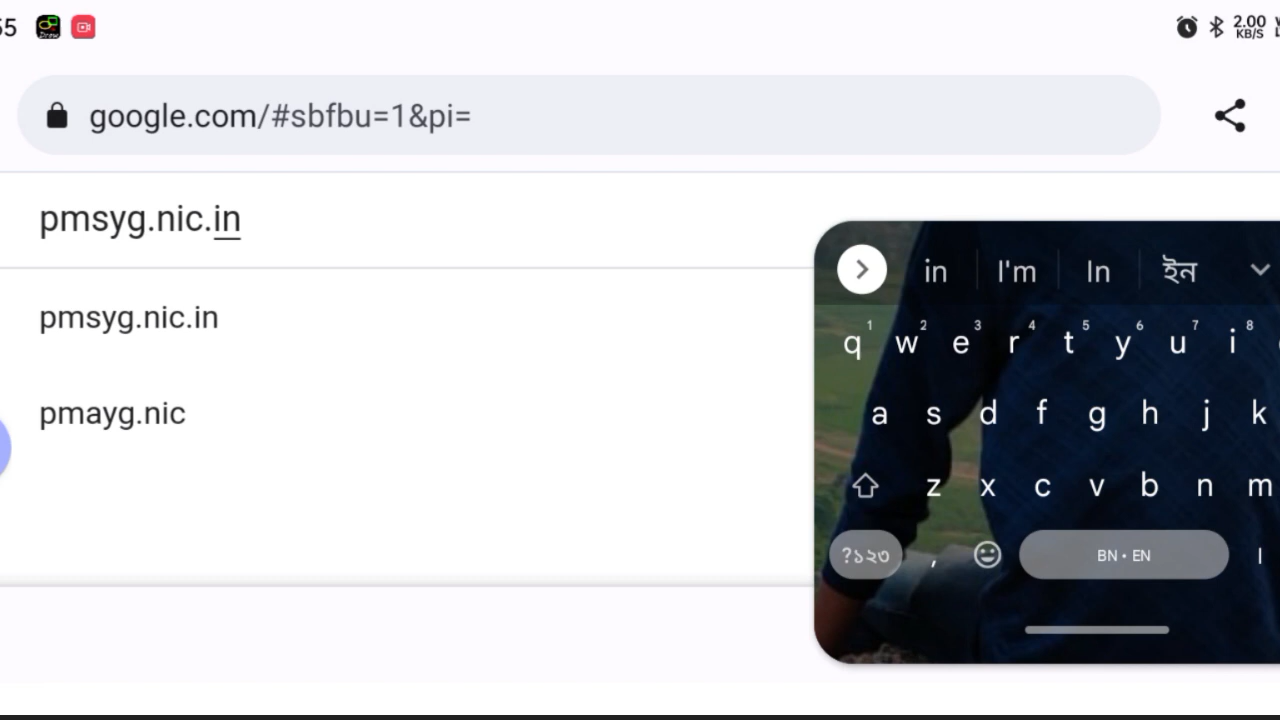 55
2.00
KB/S
google.com/#sbfbu=1&pi=
pmsyg.nic.in
pmsyg.nic.in
pmayg.nic
in I'm In ইন
1 2 3 4 5 6 7 8
q w e r t y u i
a s d f g h j k
z x c v b n m
?১২৩ , BN • EN ।